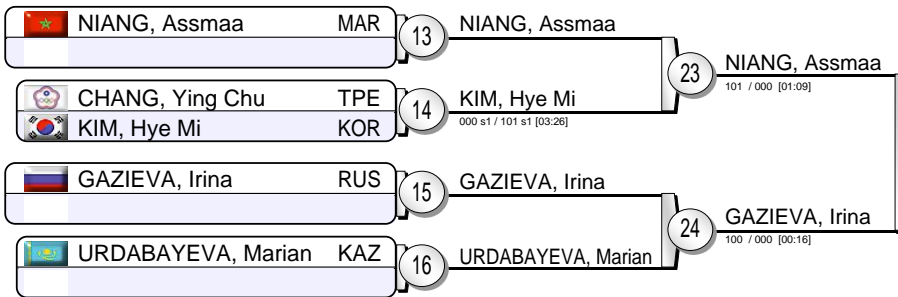 NIANG, Assmaa MAR
13
NIANG, Assmaa
23
NIANG, Assmaa
101 / 000 [01:09]
CHANG, Ying Chu TPE
KIM, Hye Mi KOR
14
KIM, Hye Mi
000 s1 / 101 s1 [03:26]
GAZIEVA, Irina RUS
15
GAZIEVA, Irina
24
GAZIEVA, Irina
100 / 000 [00:16]
URDABAYEVA, Marian KAZ
16
URDABAYEVA, Marian